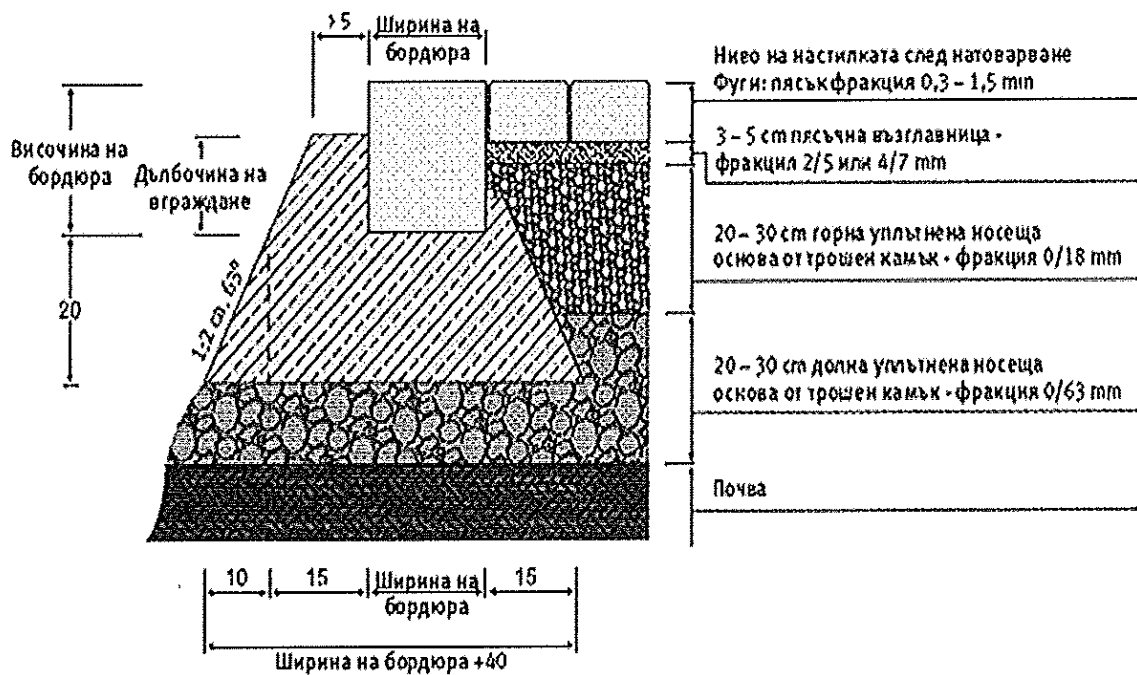 >5
Ширина на
бордюра
Височина на
бордюра
Дълбочина на
вграждане
20
1:2 сп. 63°
Ниво на настилката след натоварване
Фуги: пясък фракция 0,3 – 1,5 mm
3 – 5 cm пясъчна възглавница -
фракция 2/5 или 4/7 mm
20 – 30 cm горна уплътнена носеща
основа от трошен камък - фракция 0/18 mm
20 – 30 cm долна уплътнена носеща
основа от трошен камък - фракция 0/63 mm
Почва
10
15
Ширина на
бордюра
15
Ширина на бордюра +40